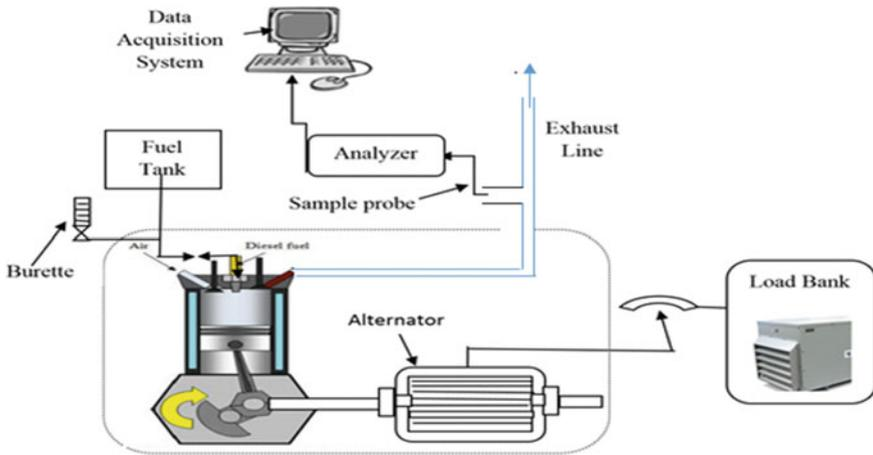 Data
Acquisition
System
Fuel
Tank
Analyzer
Exhaust
Line
Sample probe
Burette
Air
Diesel fuel
Load Bank
Alternator